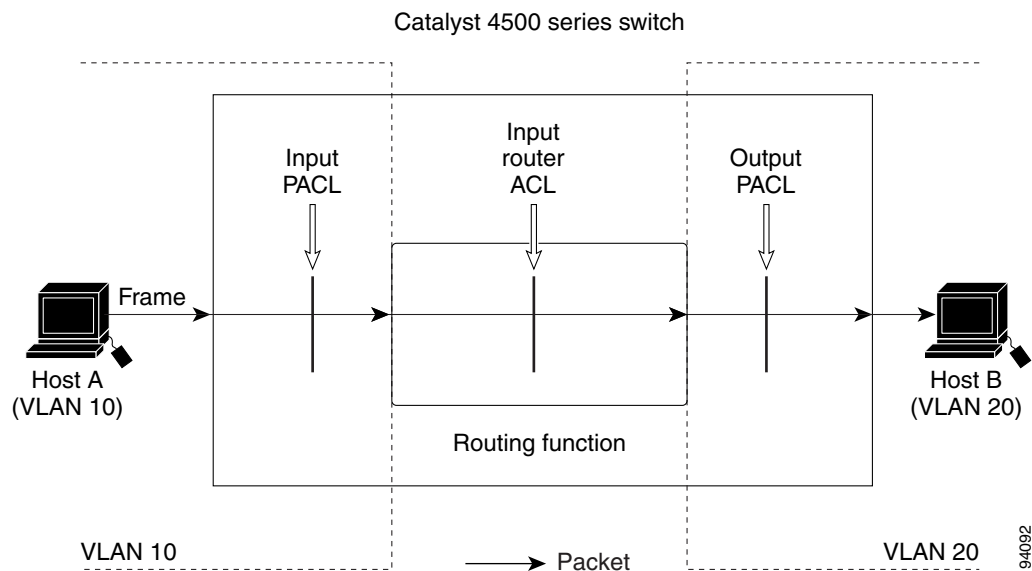 Catalyst 4500 series switch
Input
PACL
Input
router
ACL
Output
PACL
Frame
Host A
(VLAN 10)
Host B
(VLAN 20)
Routing function
VLAN 10
Packet
VLAN 20
94092